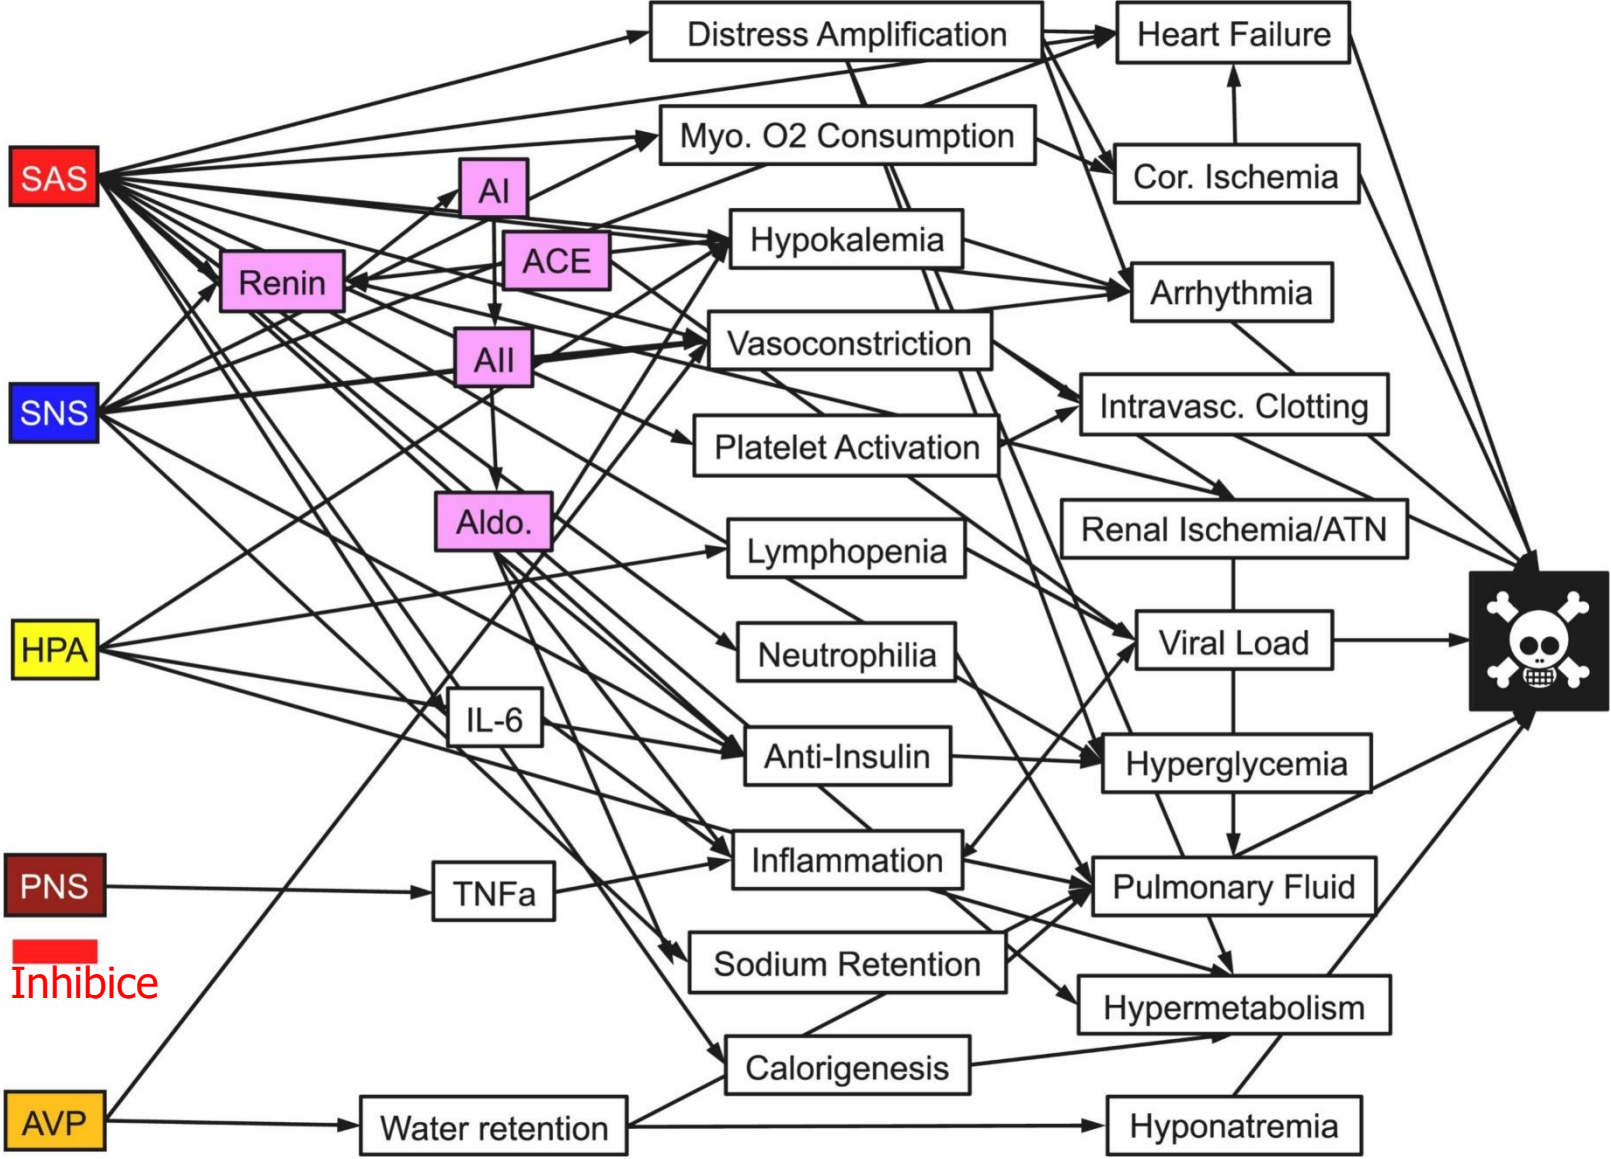 Distress Amplification
Heart Failure
Myo. O2 Consumption
SAS
AI
Cor. Ischemia
Hypokalemia
ACE
Renin
Arrhythmia
Vasoconstriction
AII
SNS
Intravasc. Clotting
Platelet Activation
Aldo.
Renal Ischemia/ATN
Lymphopenia
HPA
Neutrophilia
Viral Load
IL-6
Anti-Insulin
Hyperglycemia
Inflammation
PNS
TNFa
Pulmonary Fluid
Inhibice
Sodium Retention
Hypermetabolism
Calorigenesis
AVP
Water retention
Hyponatremia